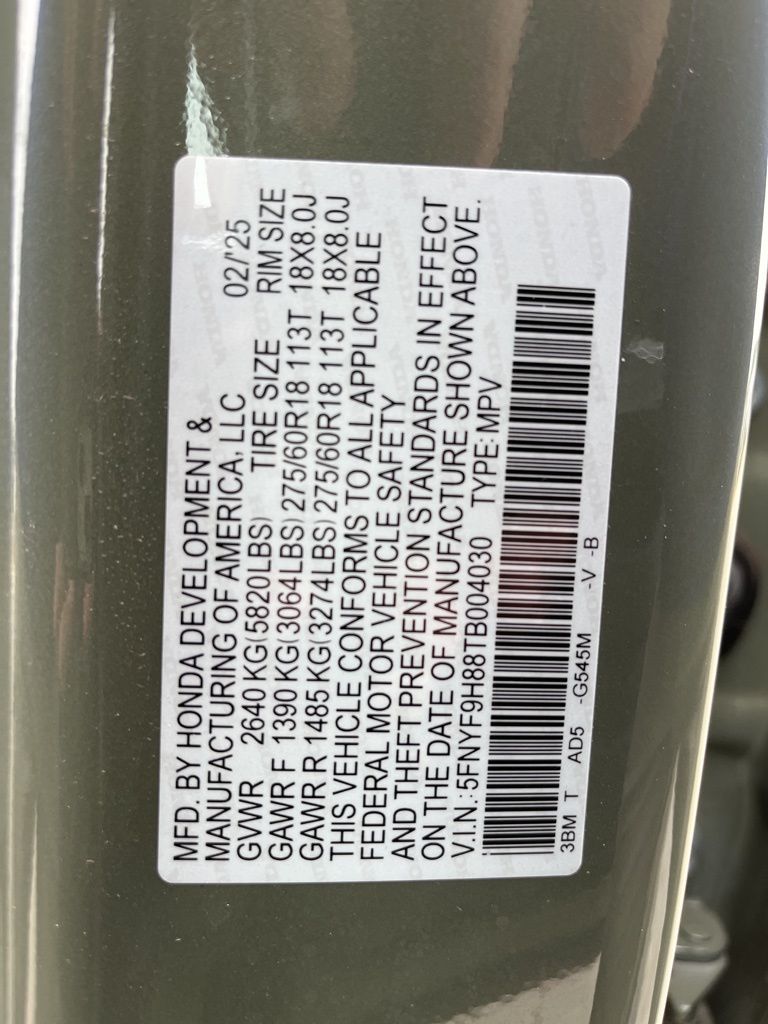 MFD. BY HONDA DEVELOPMENT &
MANUFACTURING OF AMERICA, LLC 02/'25
GVWR 2640 KG(5820LBS) TIRE SIZE RIM SIZE
GAWR F 1390 KG(3064LBS) 275/60R18 113T 18X8.0J
GAWR R 1485 KG(3274LBS) 275/60R18 113T 18X8.0J
THIS VEHICLE CONFORMS TO ALL APPLICABLE
FEDERAL MOTOR VEHICLE SAFETY
AND THEFT PREVENTION STANDARDS IN EFFECT
ON THE DATE OF MANUFACTURE SHOWN ABOVE.
V.I.N.:5FNYF9H88TB004030 TYPE:MPV
3BM T AD5 -G545M -V -B